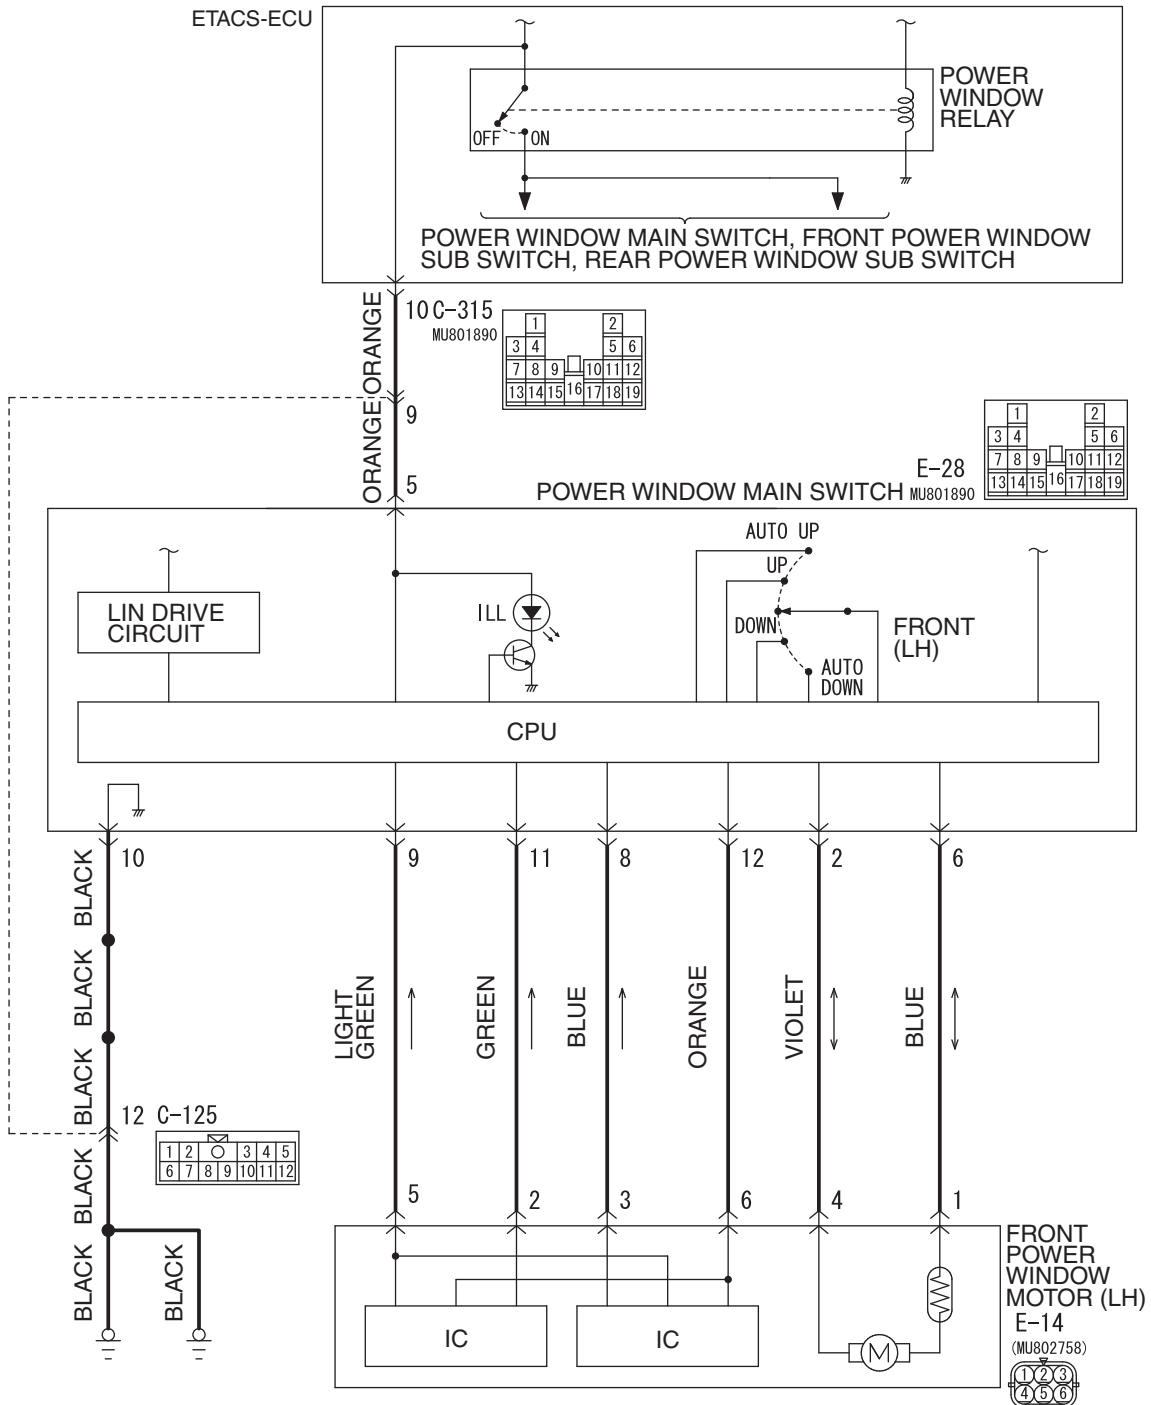 ETACS-ECU
POWER
WINDOW
RELAY
OFF
ON
POWER WINDOW MAIN SWITCH, FRONT POWER WINDOW
SUB SWITCH, REAR POWER WINDOW SUB SWITCH
ORANGE
10 C-315
MU801890
1 2
3 4 5 6
7 8 9 10 11 12
13 14 15 16 17 18 19
9
ORANGE
5
E-28
POWER WINDOW MAIN SWITCH MU801890
1 2
3 4 5 6
7 8 9 10 11 12
13 14 15 16 17 18 19
AUTO UP
UP
LIN DRIVE
CIRCUIT
ILL
DOWN
FRONT
(LH)
AUTO
DOWN
CPU
10 9 11 8 12 2 6
BLACK
BLACK
LIGHT
GREEN
GREEN
BLUE
ORANGE
VIOLET
BLUE
BLACK
12 C-125
1 2 3 4 5
6 7 8 9 10 11 12
BLACK
5 2 3 6 4 1
BLACK
BLACK
FRONT
POWER
WINDOW
MOTOR (LH)
E-14
(MU802758)
1 2 3
4 5 6
IC
IC
M